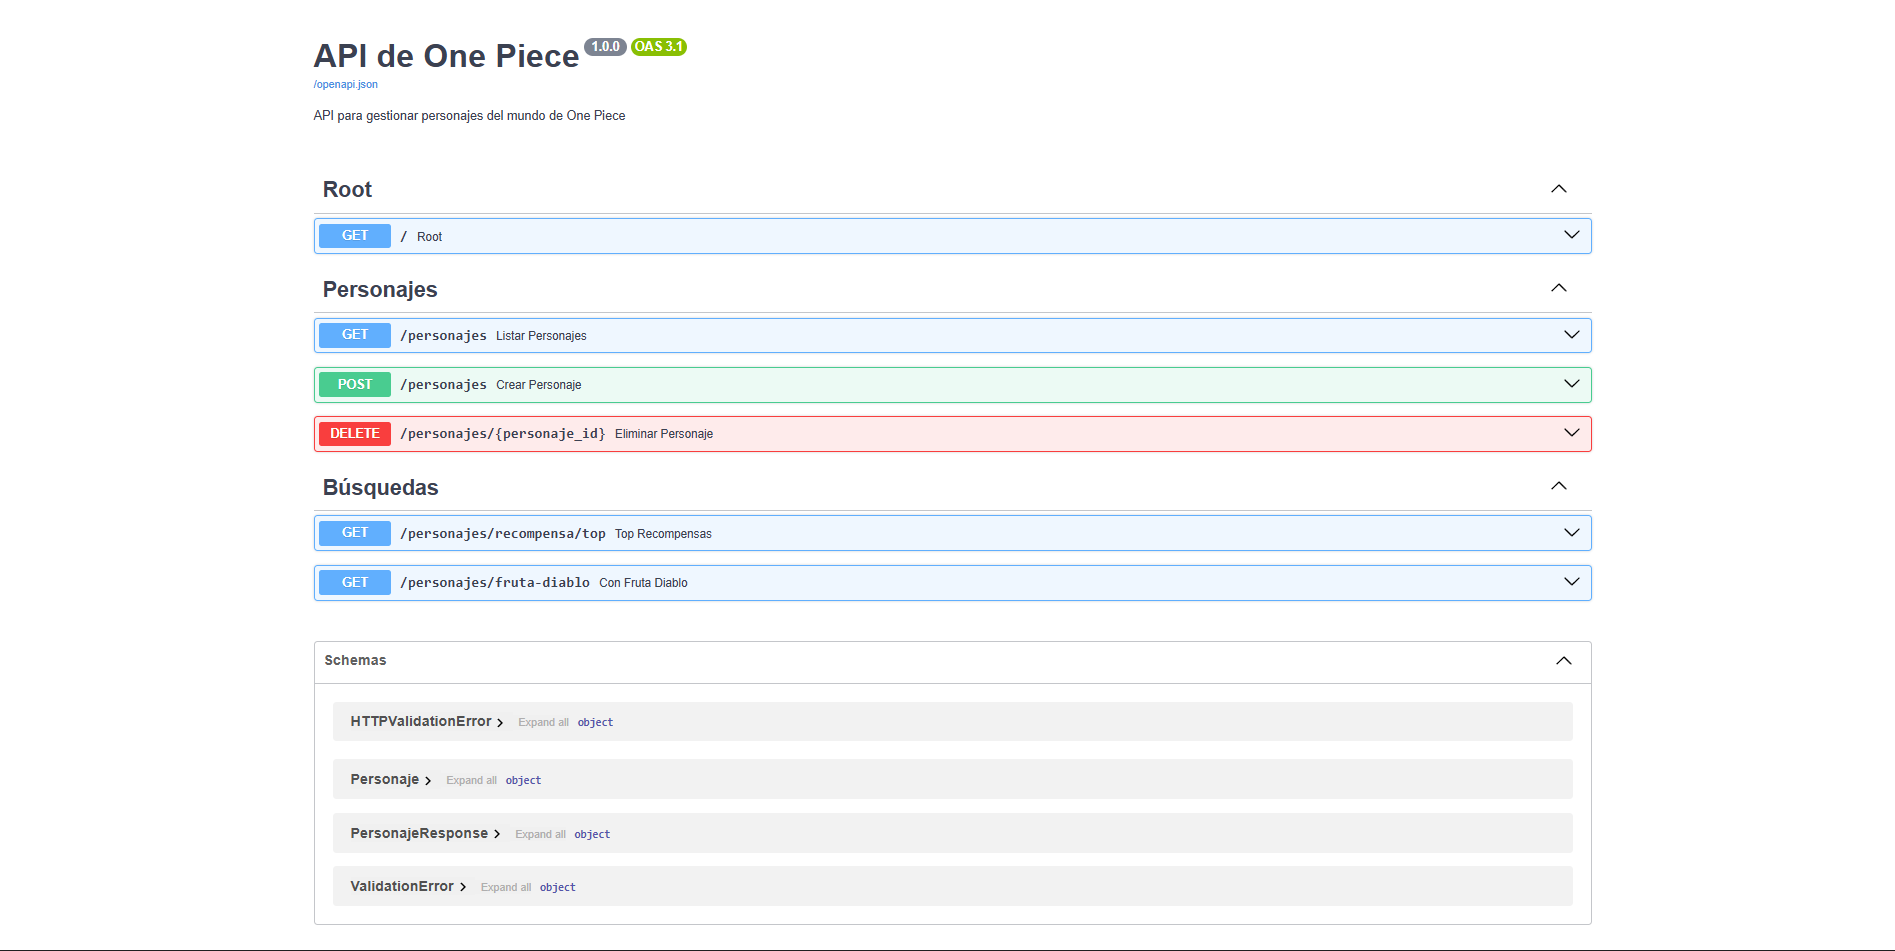 API de One Piece 1.0.0 OAS 3.1
/openapi.json
API para gestionar personajes del mundo de One Piece
Root
GET / Root
Personajes
GET /personajes Listar Personajes
POST /personajes Crear Personaje
DELETE /personajes/{personaje_id} Eliminar Personaje
Búsquedas
GET /personajes/recompensa/top Top Recompensas
GET /personajes/fruta-diablo Con Fruta Diablo
Schemas
HTTPValidationError Expand all object
Personaje Expand all object
PersonajeResponse Expand all object
ValidationError Expand all object